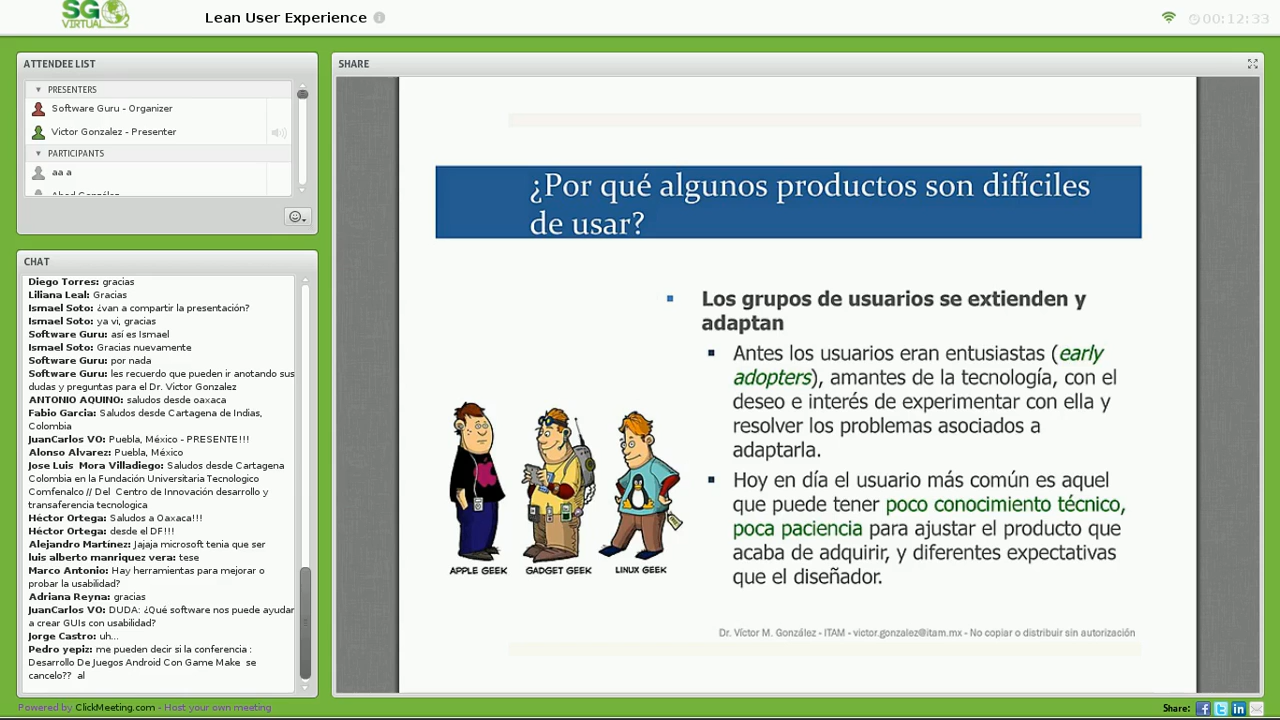 SG
VIRTUAL
Lean User Experience
00:12:33
ATTENDEE LIST
PRESENTERS
Software Guru - Organizer
Victor Gonzalez - Presenter
PARTICIPANTS
aa a
CHAT
Diego Torres: gracias
Liliana Leal: Gracias
Ismael Soto: ¿van a compartir la presentación?
Ismael Soto: ya vi, gracias
Software Guru: así es Ismael
Ismael Soto: Gracias nuevamente
Software Guru: por nada
Software Guru: les recuerdo que pueden ir anotando sus
dudas y preguntas para el Dr. Victor Gonzalez
ANTONIO AQUINO: saludos desde oaxaca
Fabio Garcia: Saludos desde Cartagena de Indias,
Colombia
JuanCarlos VO: Puebla, México - PRESENTE!!!
Alonso Alvarez: Puebla, México
Jose Luis Mora Villadiego: Saludos desde Cartagena
Colombia en la Fundación Universitaria Tecnologico
Comfenalco // Del Centro de Innovación desarrollo y
transaferencia tecnologica
Héctor Ortega: Saludos a Oaxaca!!!
Héctor Ortega: desde el DF!!!
Alejandro Martínez: Jajaja microsoft tenia que ser
luis alberto manriquez vera: tese
Marco Antonio: Hay herramientas para mejorar o
probar la usabilidad?
Adriana Reyna: gracias
JuanCarlos VO: DUDA: ¿Qué software nos puede ayudar
a crear GUIs con usabilidad?
Jorge Castro: uh...
Pedro yepiz: me pueden decir si la conferencia :
Desarrollo De Juegos Android Con Game Make se
cancelo?? al
SHARE
¿Por qué algunos productos son difíciles
de usar?
Los grupos de usuarios se extienden y
adaptan
Antes los usuarios eran entusiastas (early
adopters), amantes de la tecnología, con el
deseo e interés de experimentar con ella y
resolver los problemas asociados a
adaptarla.
Hoy en día el usuario más común es aquel
que puede tener poco conocimiento técnico,
poca paciencia para ajustar el producto que
acaba de adquirir, y diferentes expectativas
que el diseñador.
APPLE GEEK GADGET GEEK LINUX GEEK
Dr. Víctor M. González - ITAM - victor.gonzalez@itam.mx - No copiar o distribuir sin autorización
Powered by ClickMeeting.com - Host your own meeting
Share: